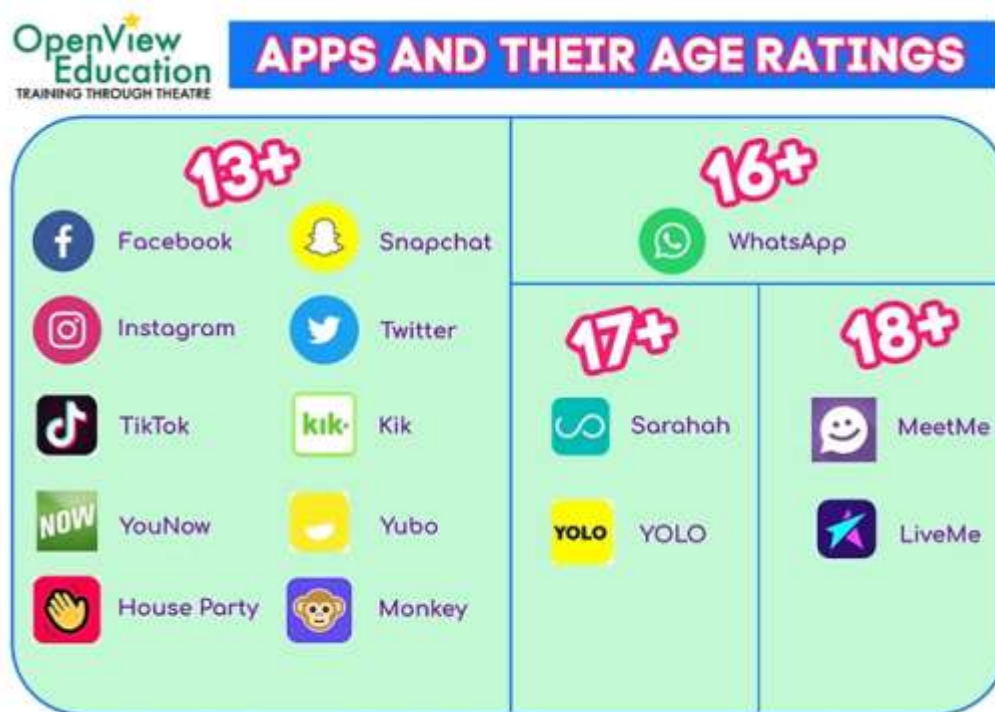 OpenView
Education
TRAINING THROUGH THEATRE
APPS AND THEIR AGE RATINGS
13+
Facebook
Snapchat
Instagram
Twitter
TikTok
kik·
Kik
NOW
YouNow
Yubo
House Party
Monkey
16+
WhatsApp
17+
Sarahah
YOLO
YOLO
18+
MeetMe
LiveMe